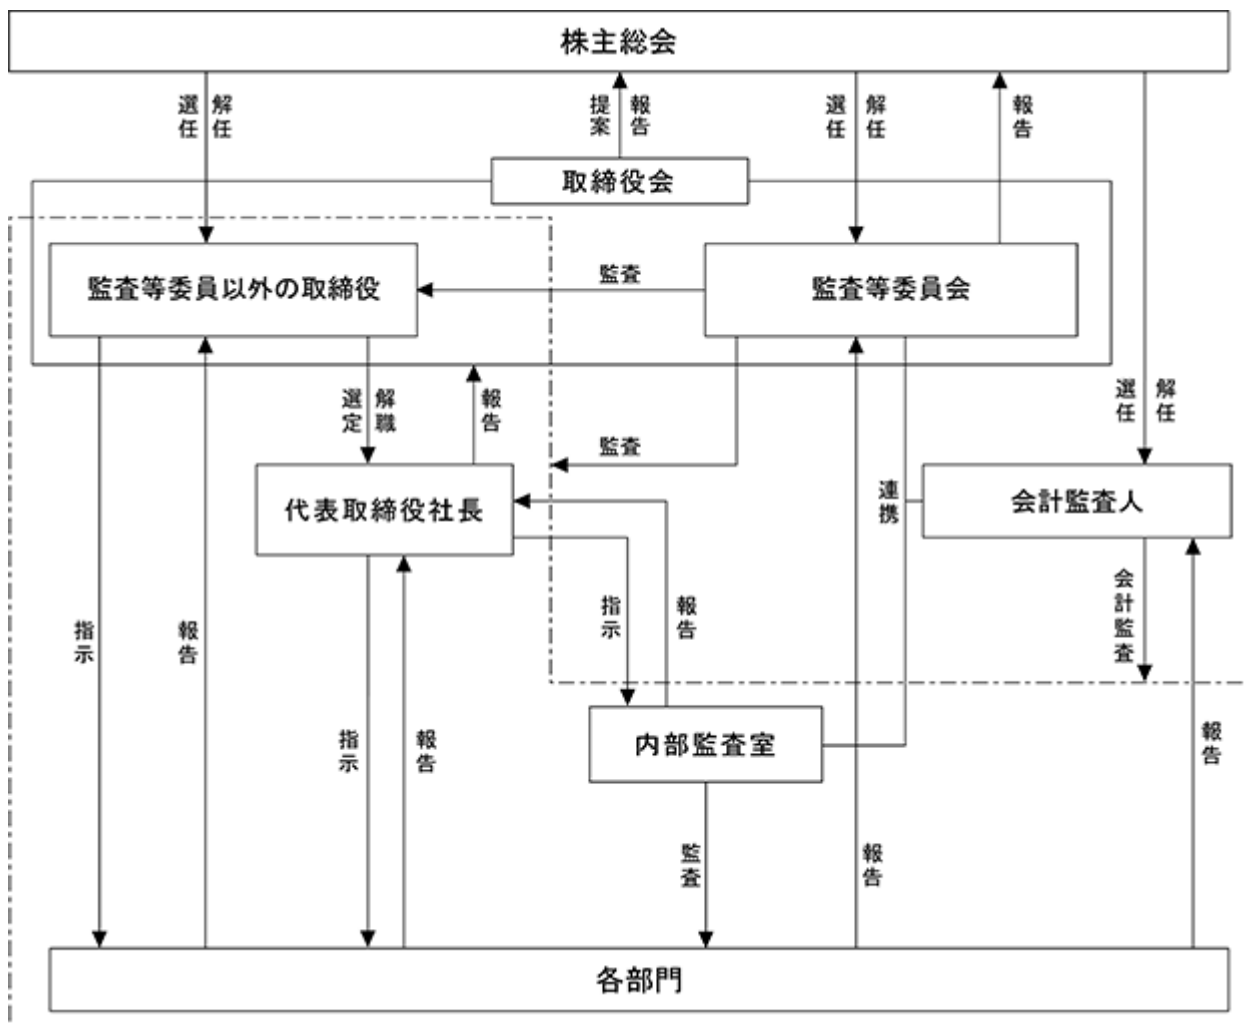 株主総会
選任
解任
提案
報告
選任
解任
報告
取締役会
監査等委員以外の取締役
監査
監査等委員会
選定
解職
報告
監査
選任
解任
代表取締役社長
連携
会計監査人
指示
報告
指示
報告
会計監査
指示
報告
内部監査室
報告
監査
報告
各部門